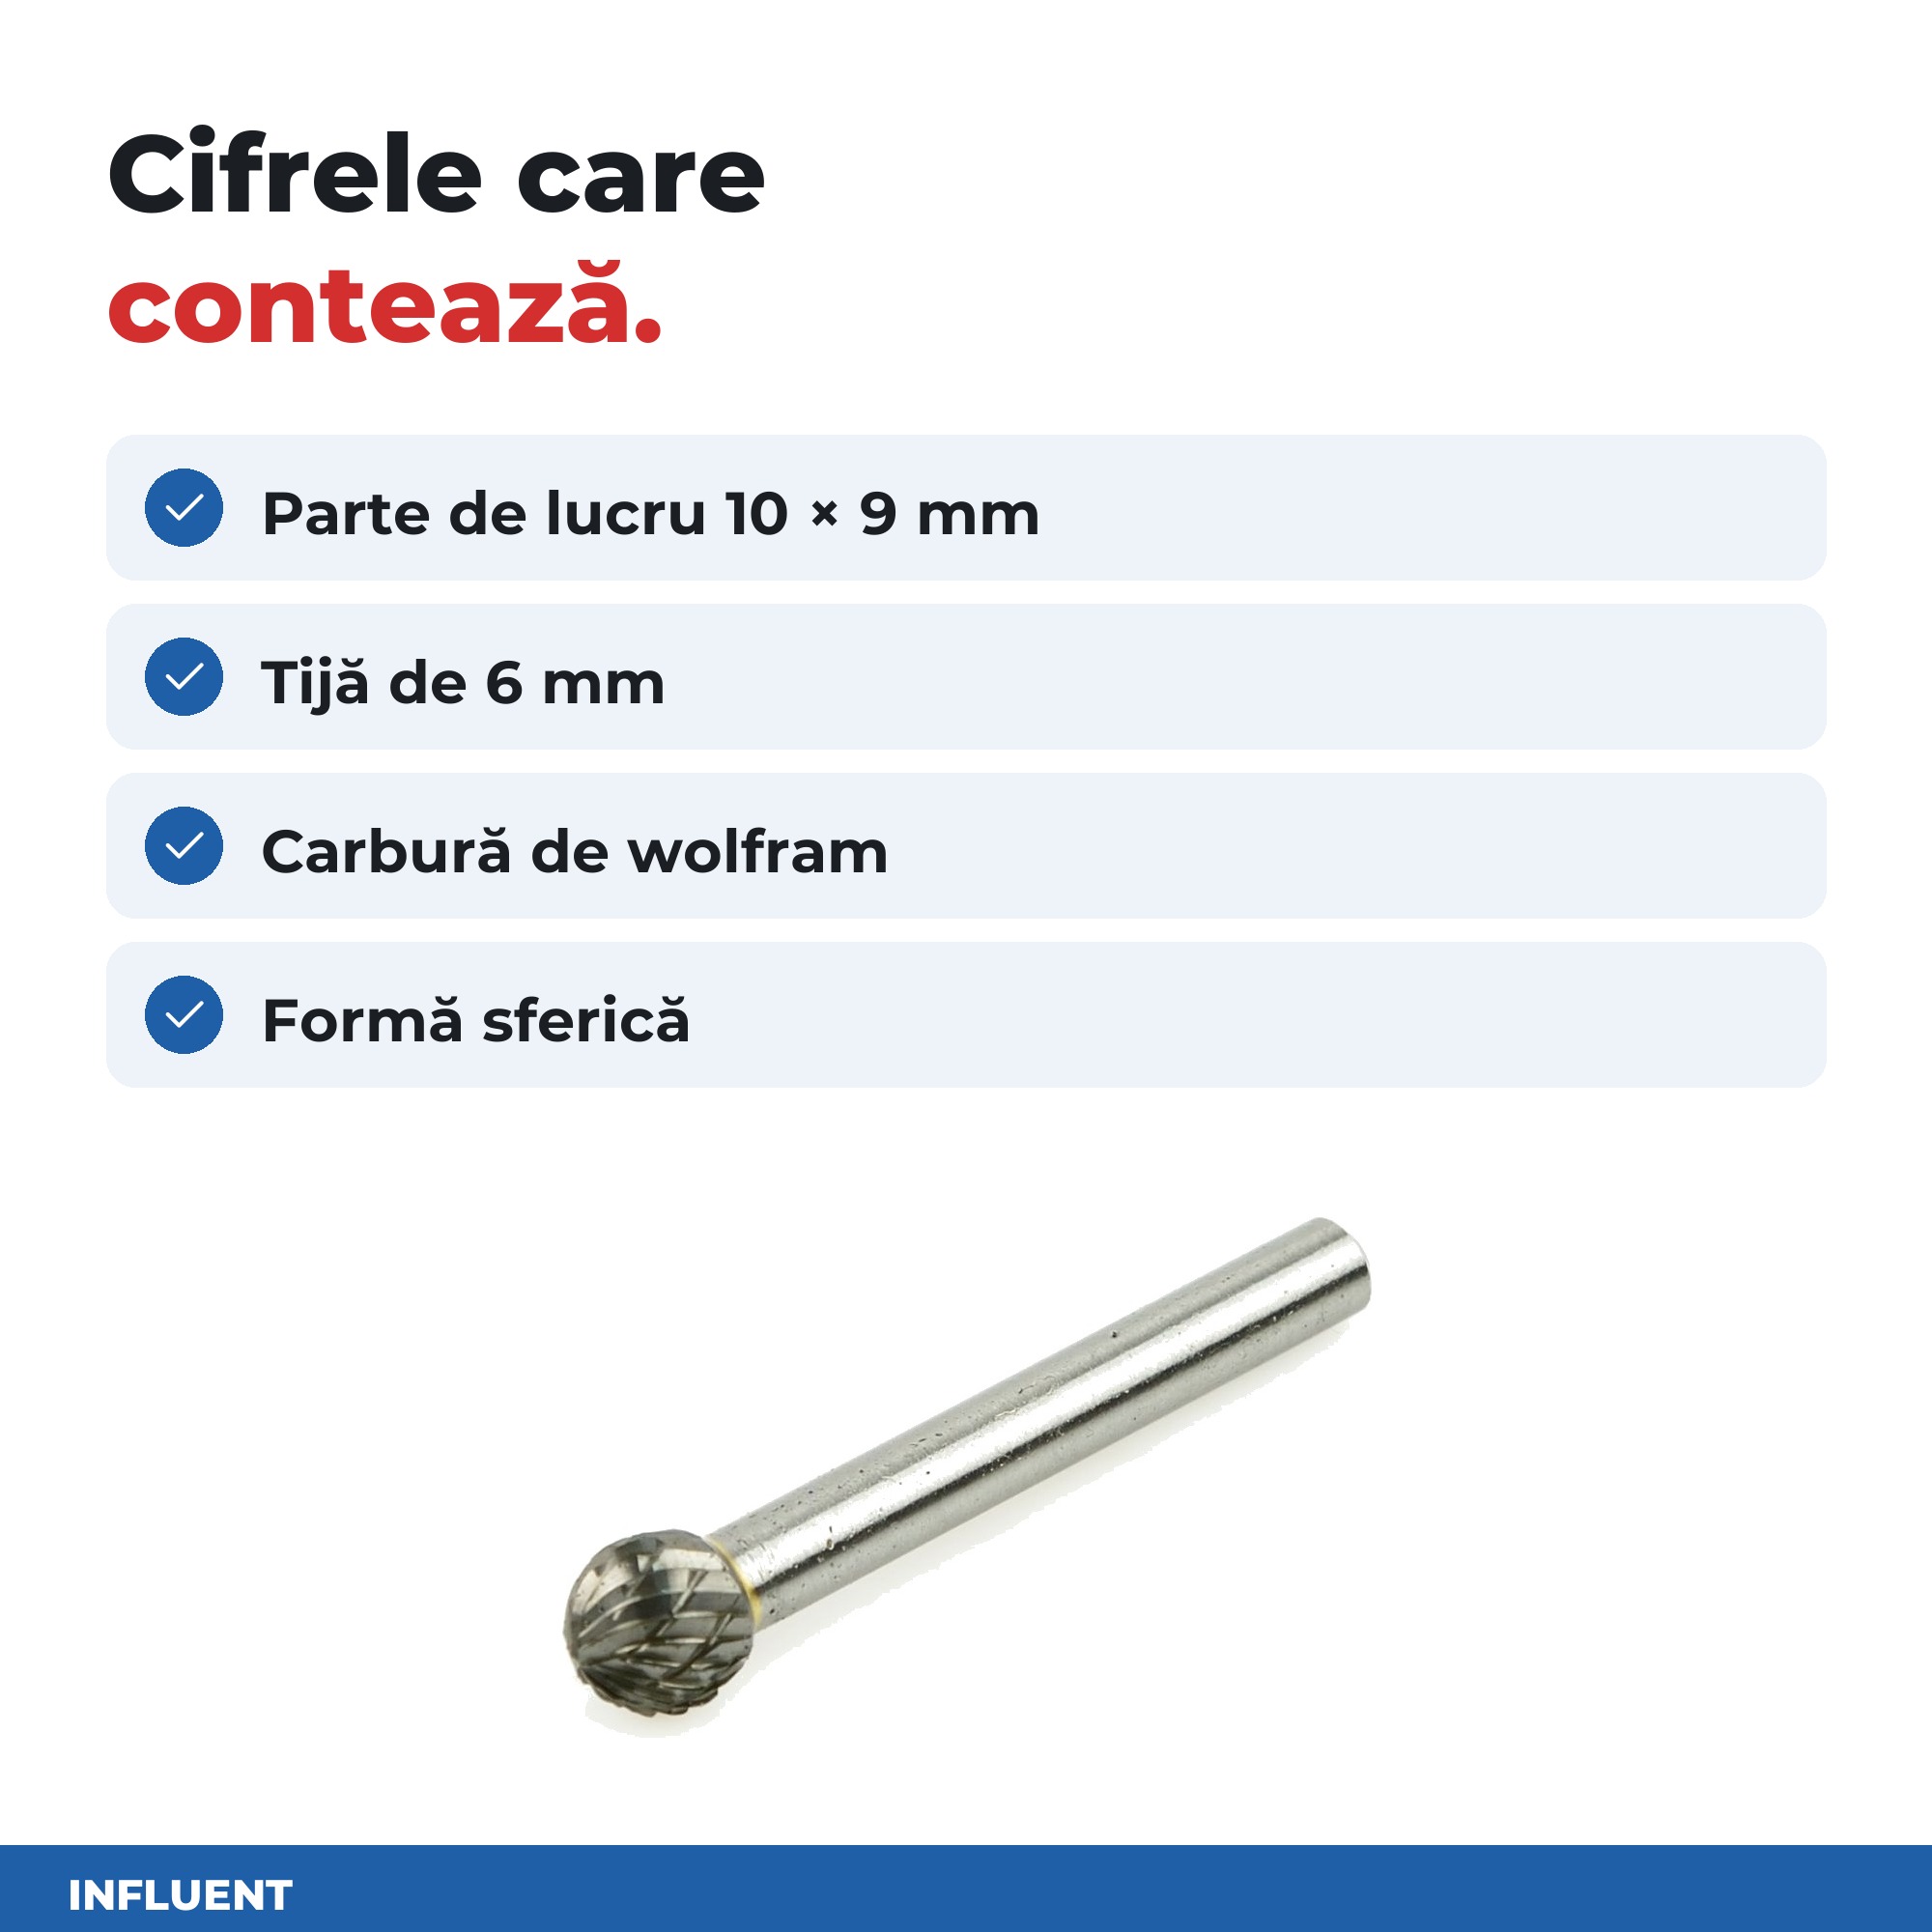 Cifrele care
contează.
Parte de lucru 10 × 9 mm
Tijă de 6 mm
Carbură de wolfram
Formă sferică
INFLUENT